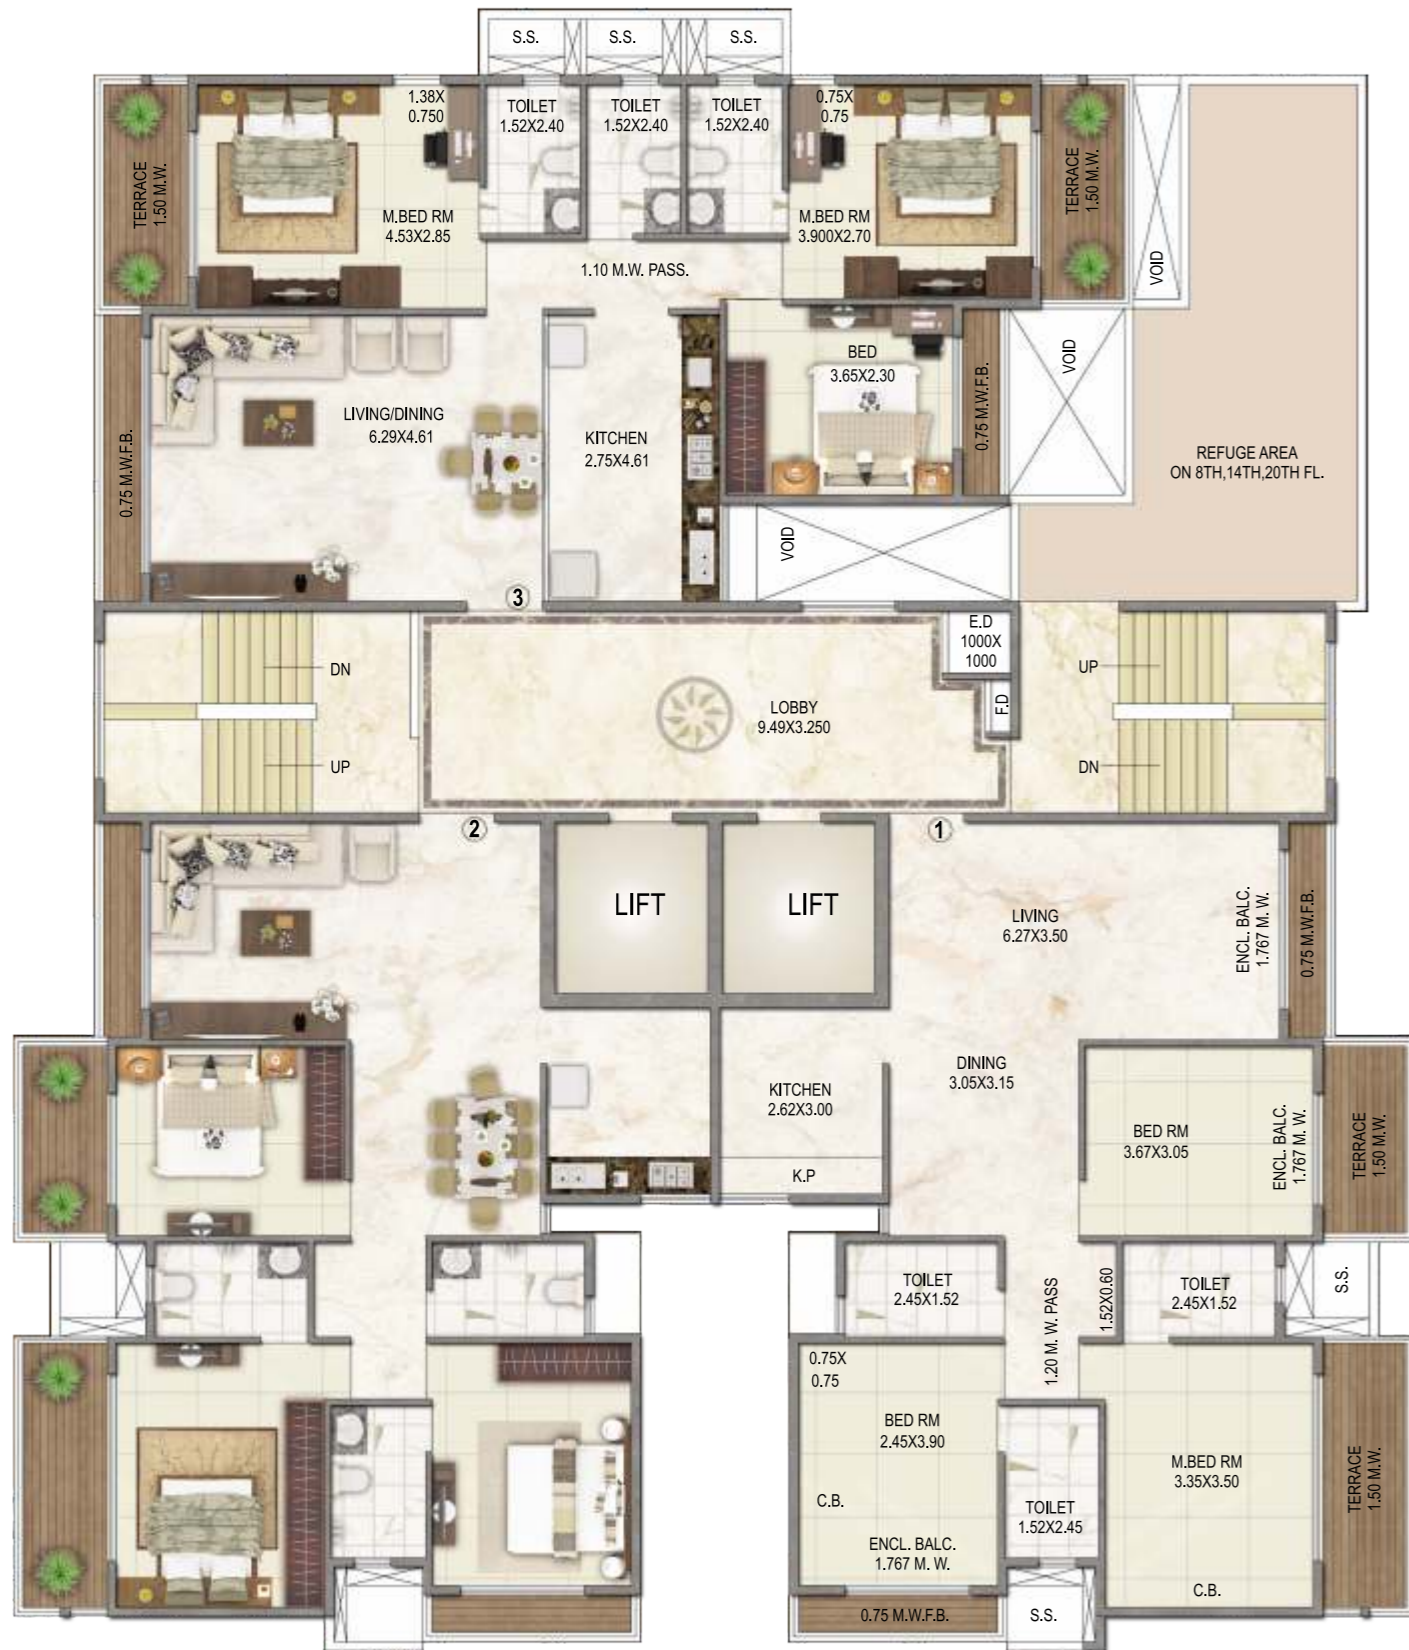 S.S.
S.S.
S.S.
1.38X
0.750
TOILET
1.52X2.40
TOILET
1.52X2.40
TOILET
1.52X2.40
0.75X
0.75
TERRACE
1.50 M.W.
M.BED RM
4.53X2.85
M.BED RM
3.900X2.70
TERRACE
1.50 M.W.
VOID
1.10 M.W. PASS.
BED
3.65X2.30
VOID
LIVING/DINING
6.29X4.61
KITCHEN
2.75X4.61
0.75 M.W.F.B.
0.75 M.W.F.B.
REFUGE AREA
ON 8TH,14TH,20TH FL.
VOID
3
E.D
1000X
1000
DN
UP
F.D
LOBBY
9.49X3.250
UP
DN
2
1
LIFT
LIFT
LIVING
6.27X3.50
ENCL. BALC.
1.767 M. W.
0.75 M.W.F.B.
DINING
3.05X3.15
KITCHEN
2.62X3.00
BED RM
3.67X3.05
ENCL. BALC.
1.767 M. W.
TERRACE
1.50 M.W.
K.P
TOILET
2.45X1.52
1.20 M. W. PASS
1.52X0.60
TOILET
2.45X1.52
S.S.
0.75X
0.75
BED RM
2.45X3.90
M.BED RM
3.35X3.50
TERRACE
1.50 M.W.
C.B.
TOILET
1.52X2.45
ENCL. BALC.
1.767 M. W.
C.B.
0.75 M.W.F.B.
S.S.